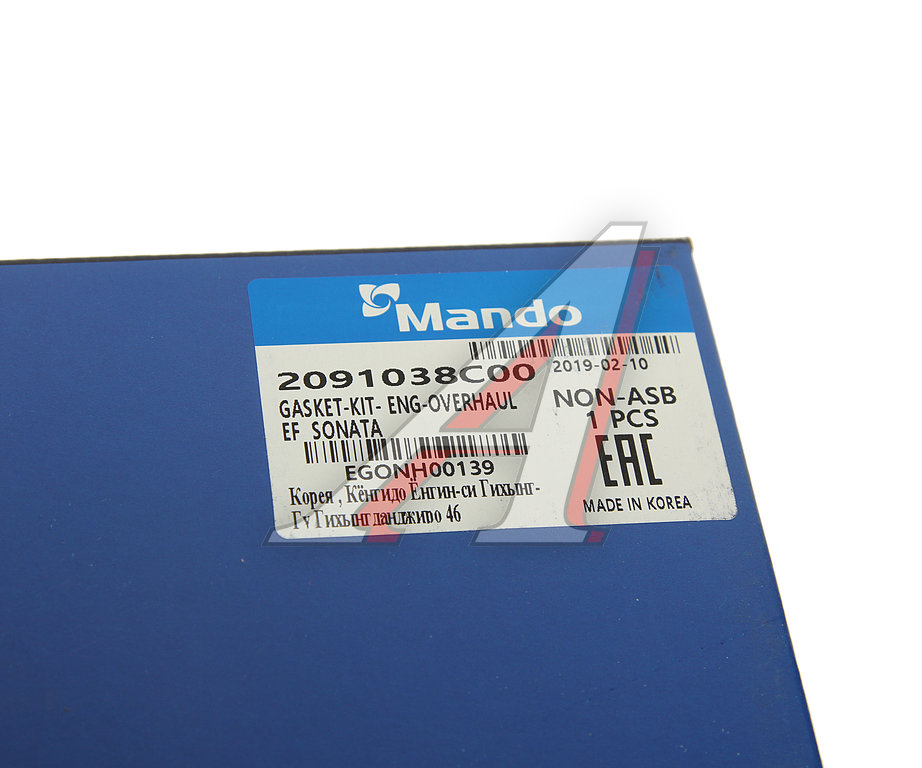 Mando
2091038C00 2019-02-10
GASKET-KIT- ENG-OVERHAUL NON-ASB
EF SONATA 1 PCS
EGONH00139 EAC
Корея , Кёнгидо Ёнгин-си Гихынг-
Гу Гихынгданджиро 46 MADE IN KOREA